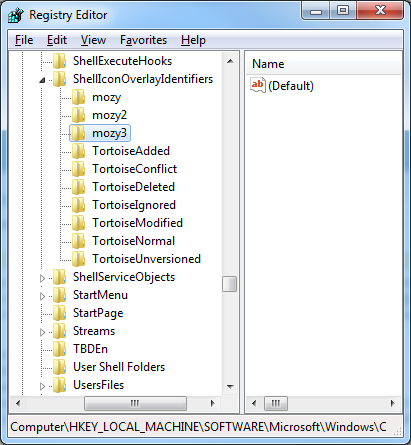 Registry Editor
File Edit View Favorites Help
ShellExecuteHooks
ShellIconOverlayIdentifiers
mozy
mozy2
mozy3
TortoiseAdded
TortoiseConflict
TortoiseDeleted
TortoiseIgnored
TortoiseModified
TortoiseNormal
TortoiseUnversioned
ShellServiceObjects
StartMenu
StartPage
Streams
TBDEn
User Shell Folders
UsersFiles
Name
ab (Default)
Computer\HKEY_LOCAL_MACHINE\SOFTWARE\Microsoft\Windows\C